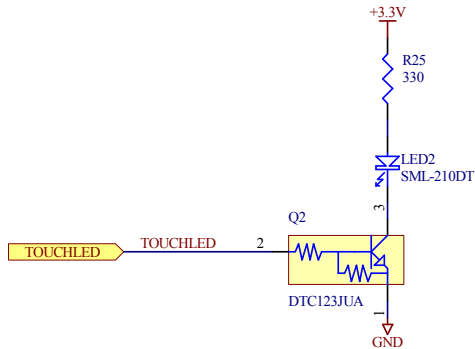 +3.3V
R25
330
LED2
SML-210DT
3
Q2
TOUCHLED
TOUCHLED
2
DTC123JUA
1
GND